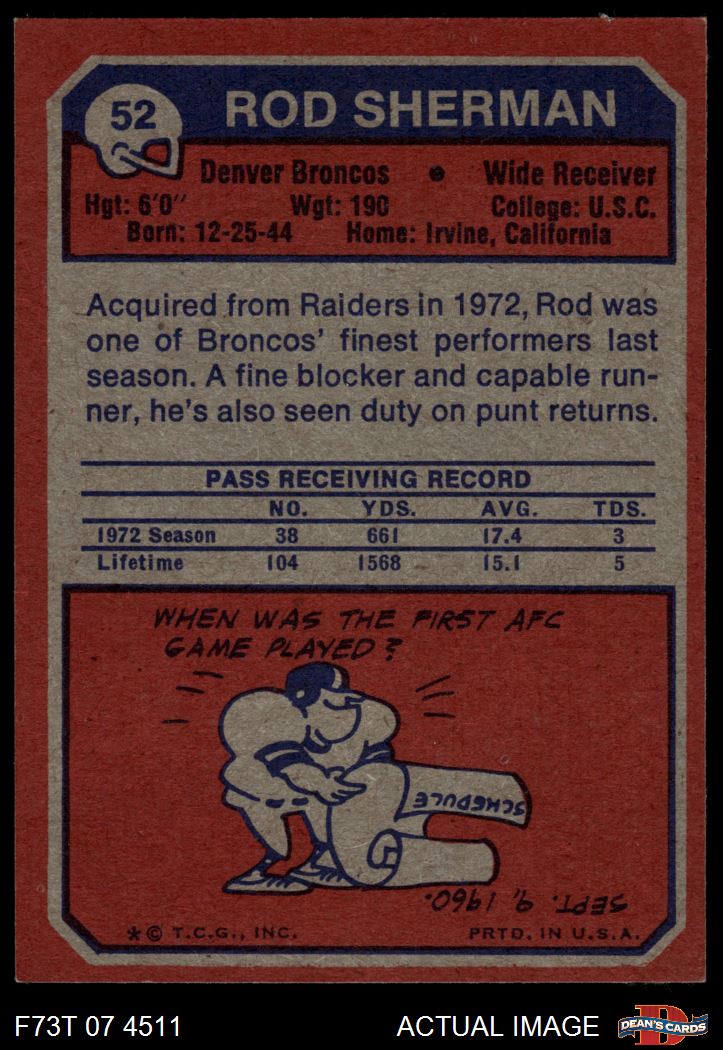 52
ROD SHERMAN
Denver Broncos • Wide Receiver
Hgt: 6'0" Wgt: 190 College: U.S.C.
Born: 12-25-44 Home: Irvine, California
Acquired from Raiders in 1972, Rod was
one of Broncos' finest performers last
season. A fine blocker and capable run-
ner, he's also seen duty on punt returns.
PASS RECEIVING RECORD
NO. YDS. AVG. TDS.
1972 Season 38 661 17.4 3
Lifetime 104 1568 15.1 5
WHEN WAS THE FIRST AFC
GAME PLAYED?
SCHEDULE
SEPT. 9, 1960.
* © T.C.G., INC. PRTD. IN U.S.A.
F73T 07 4511 ACTUAL IMAGE
D
DEAN'S CARDS